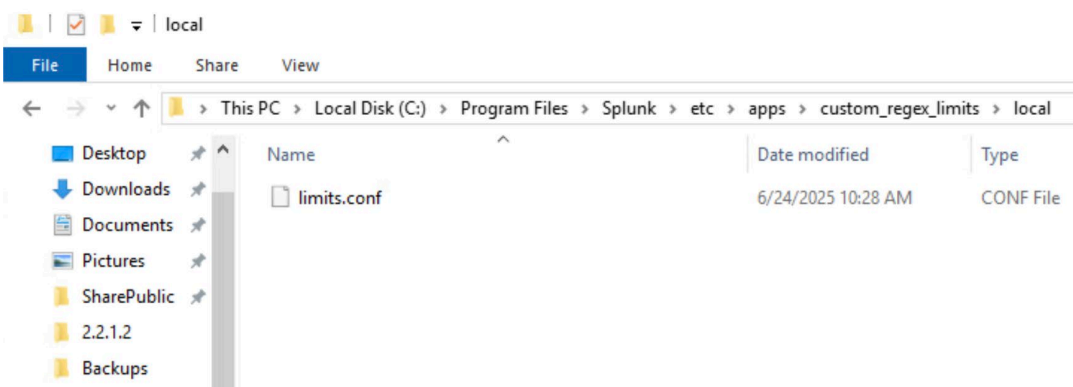 local
File Home Share View
This PC > Local Disk (C:) > Program Files > Splunk > etc > apps > custom_regex_limits > local
Desktop Name Date modified Type
Downloads limits.conf 6/24/2025 10:28 AM CONF File
Documents
Pictures
SharePublic
2.2.1.2
Backups